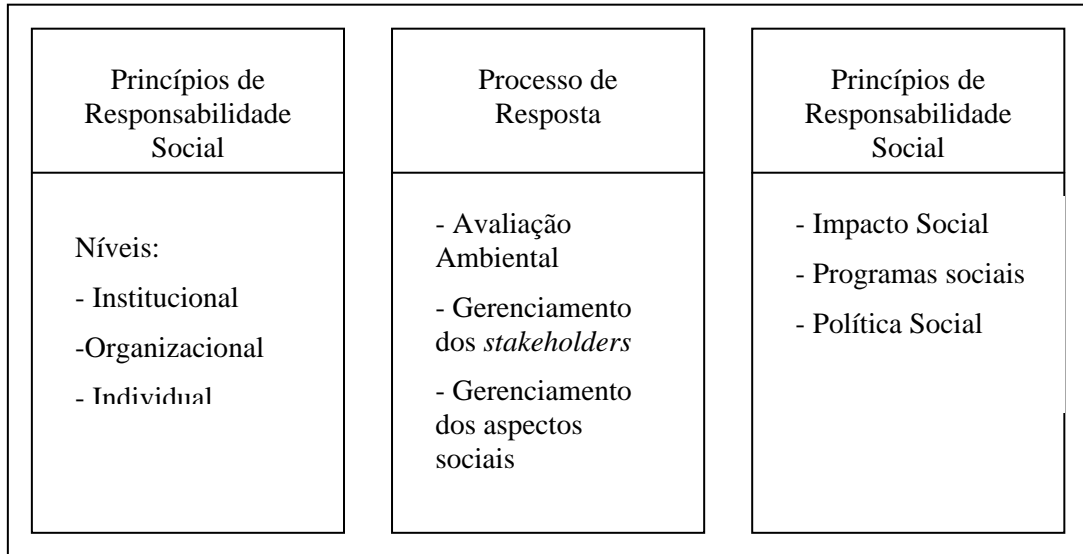 Princípios de
Responsabilidade
Social
Níveis:
- Institucional
-Organizacional
- Individual
Processo de
Resposta
- Avaliação
Ambiental
- Gerenciamento
dos stakeholders
- Gerenciamento
dos aspectos
sociais
Princípios de
Responsabilidade
Social
- Impacto Social
- Programas sociais
- Política Social